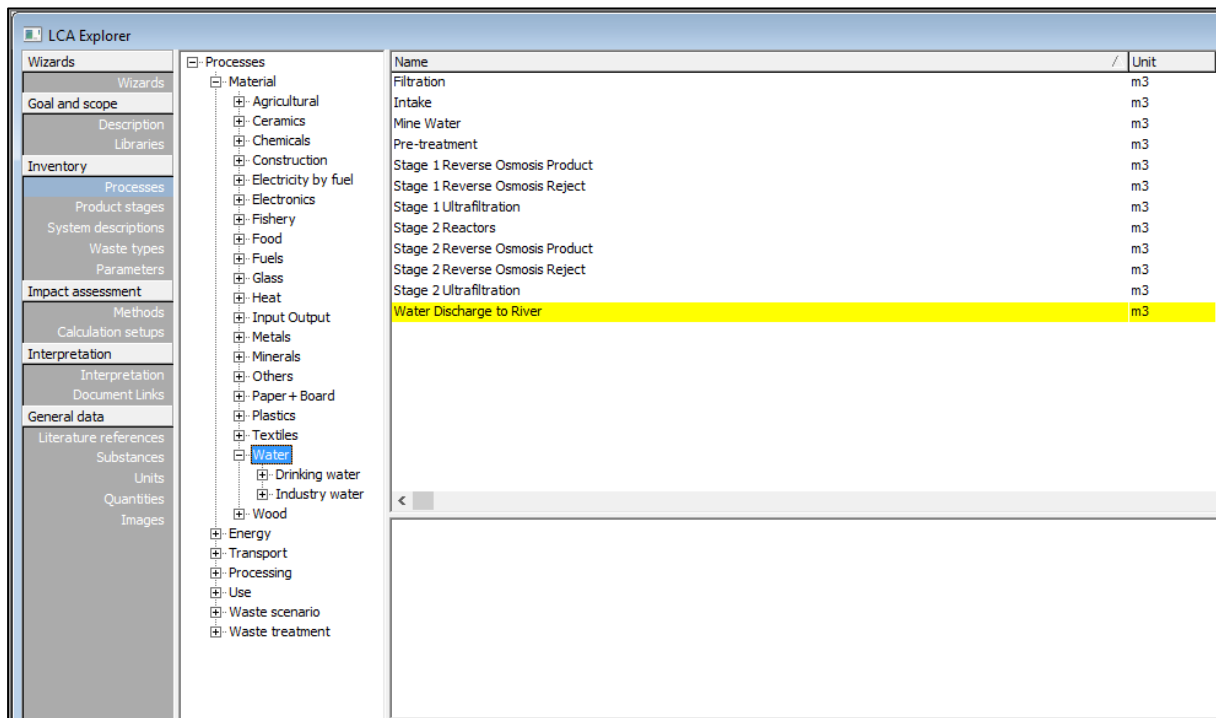 LCA Explorer
Wizards
Wizards
Goal and scope
Description
Libraries
Inventory
Processes
Product stages
System descriptions
Waste types
Parameters
Impact assessment
Methods
Calculation setups
Interpretation
Interpretation
Document Links
General data
Literature references
Substances
Units
Quantities
Images
Processes
Material
Agricultural
Ceramics
Chemicals
Construction
Electricity by fuel
Electronics
Fishery
Food
Fuels
Glass
Heat
Input Output
Metals
Minerals
Others
Paper + Board
Plastics
Textiles
Water
Drinking water
Industry water
Wood
Energy
Transport
Processing
Use
Waste scenario
Waste treatment
Name / Unit
Filtration m3
Intake m3
Mine Water m3
Pre-treatment m3
Stage 1 Reverse Osmosis Product m3
Stage 1 Reverse Osmosis Reject m3
Stage 1 Ultrafiltration m3
Stage 2 Reactors m3
Stage 2 Reverse Osmosis Product m3
Stage 2 Reverse Osmosis Reject m3
Stage 2 Ultrafiltration m3
Water Discharge to River m3